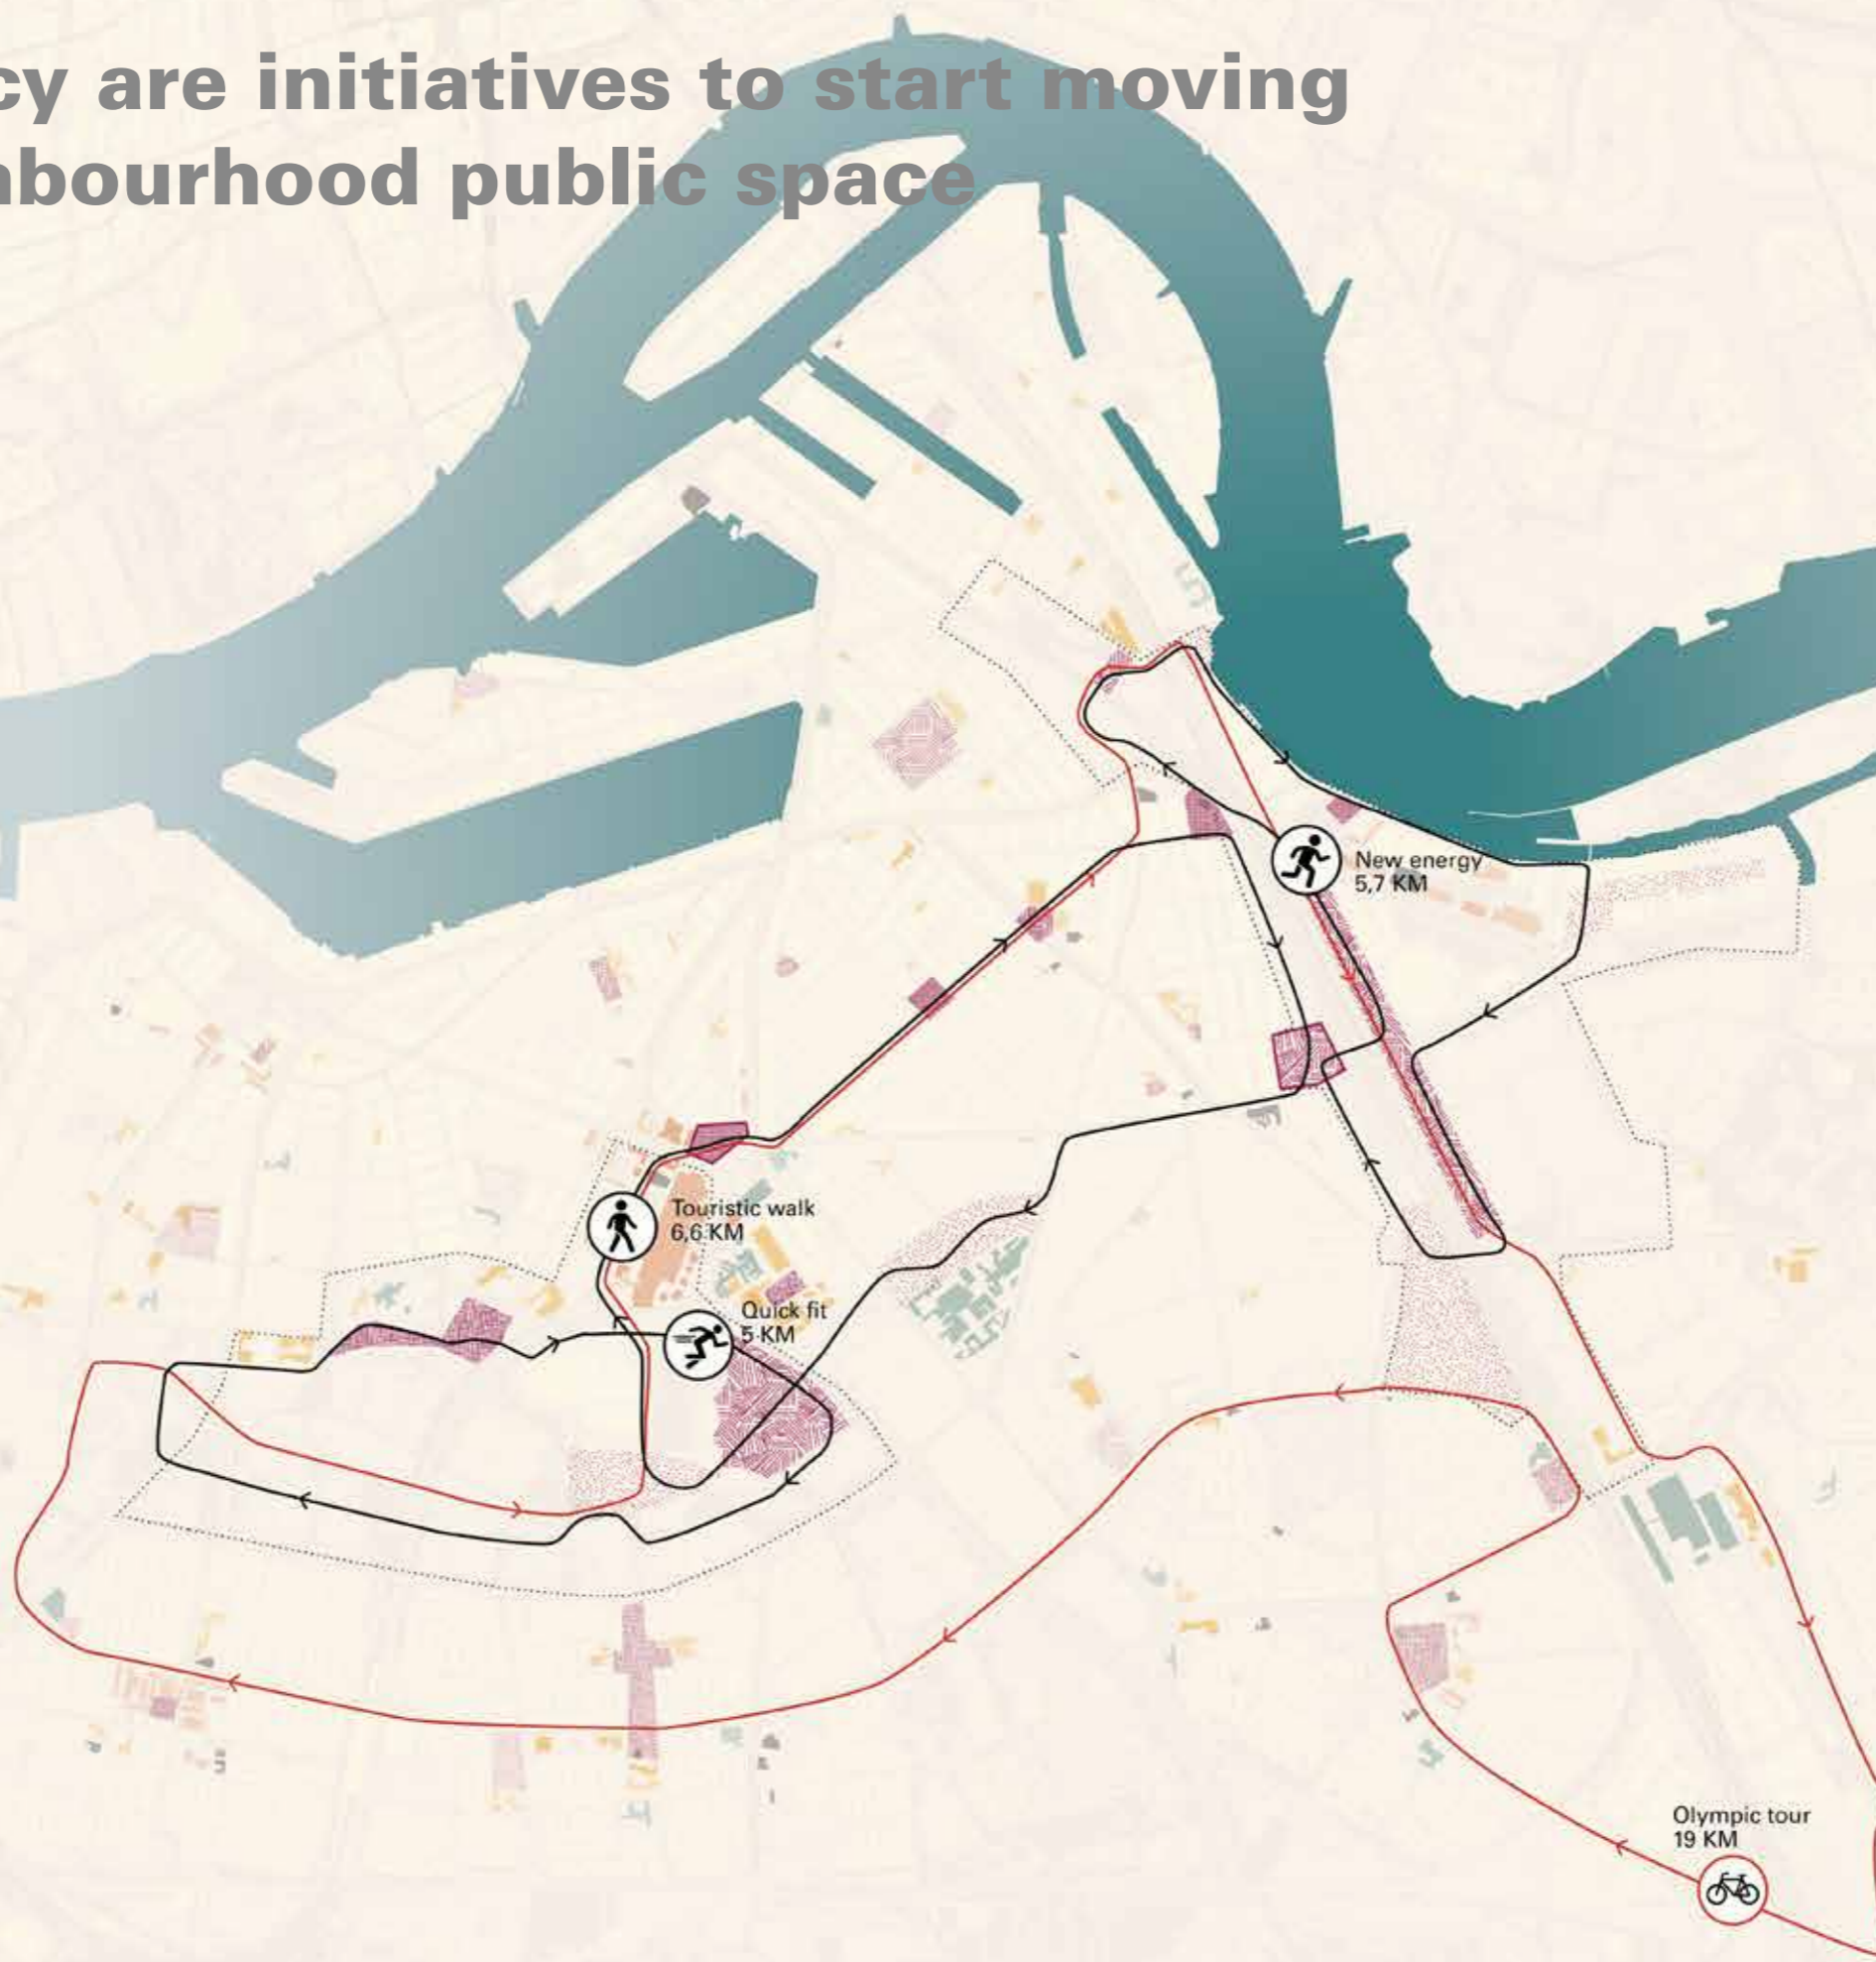 cy are initiatives to start moving
bourhood public space
New energy
5,7 KM
Touristic walk
6,6 KM
Quick fit
5 KM
Olympic tour
19 KM